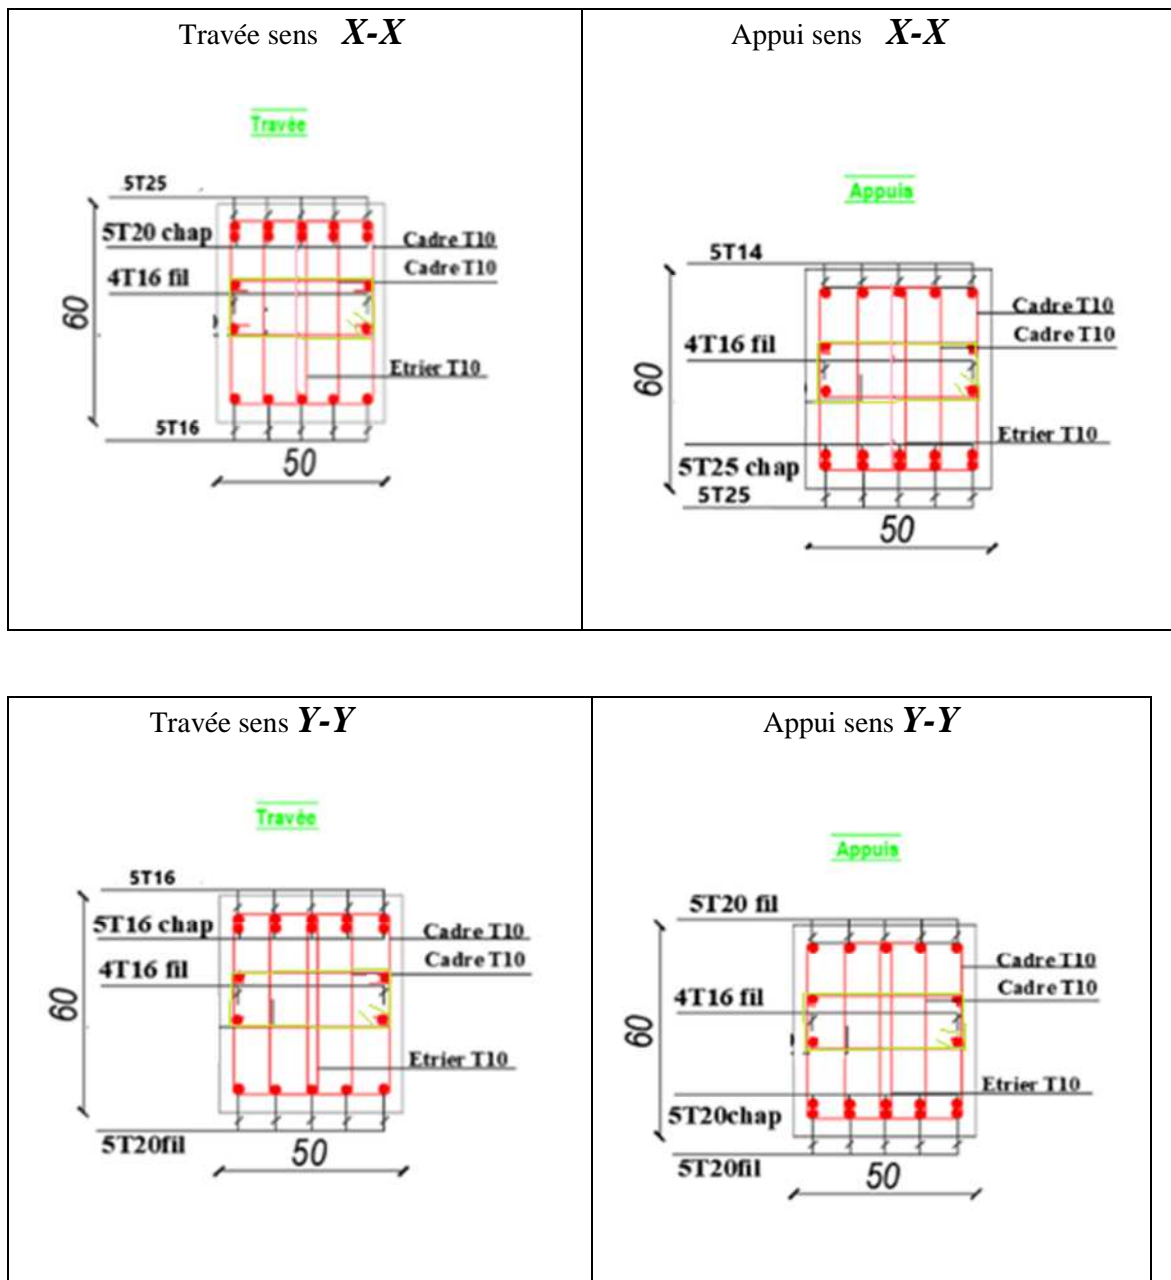 Travée sens X-X
Travée
5T25
5T20 chap
Cadre T10
4T16 fil
Cadre T10
60
Etrier T10
5T16
50
Appui sens X-X
Appuis
5T14
Cadre T10
4T16 fil
Cadre T10
60
Etrier T10
5T25 chap
5T25
50
Travée sens Y-Y
Travée
5T16
5T16 chap
Cadre T10
4T16 fil
Cadre T10
60
Etrier T10
5T20fil
50
Appui sens Y-Y
Appuis
5T20 fil
Cadre T10
4T16 fil
Cadre T10
60
Etrier T10
5T20chap
5T20fil
50